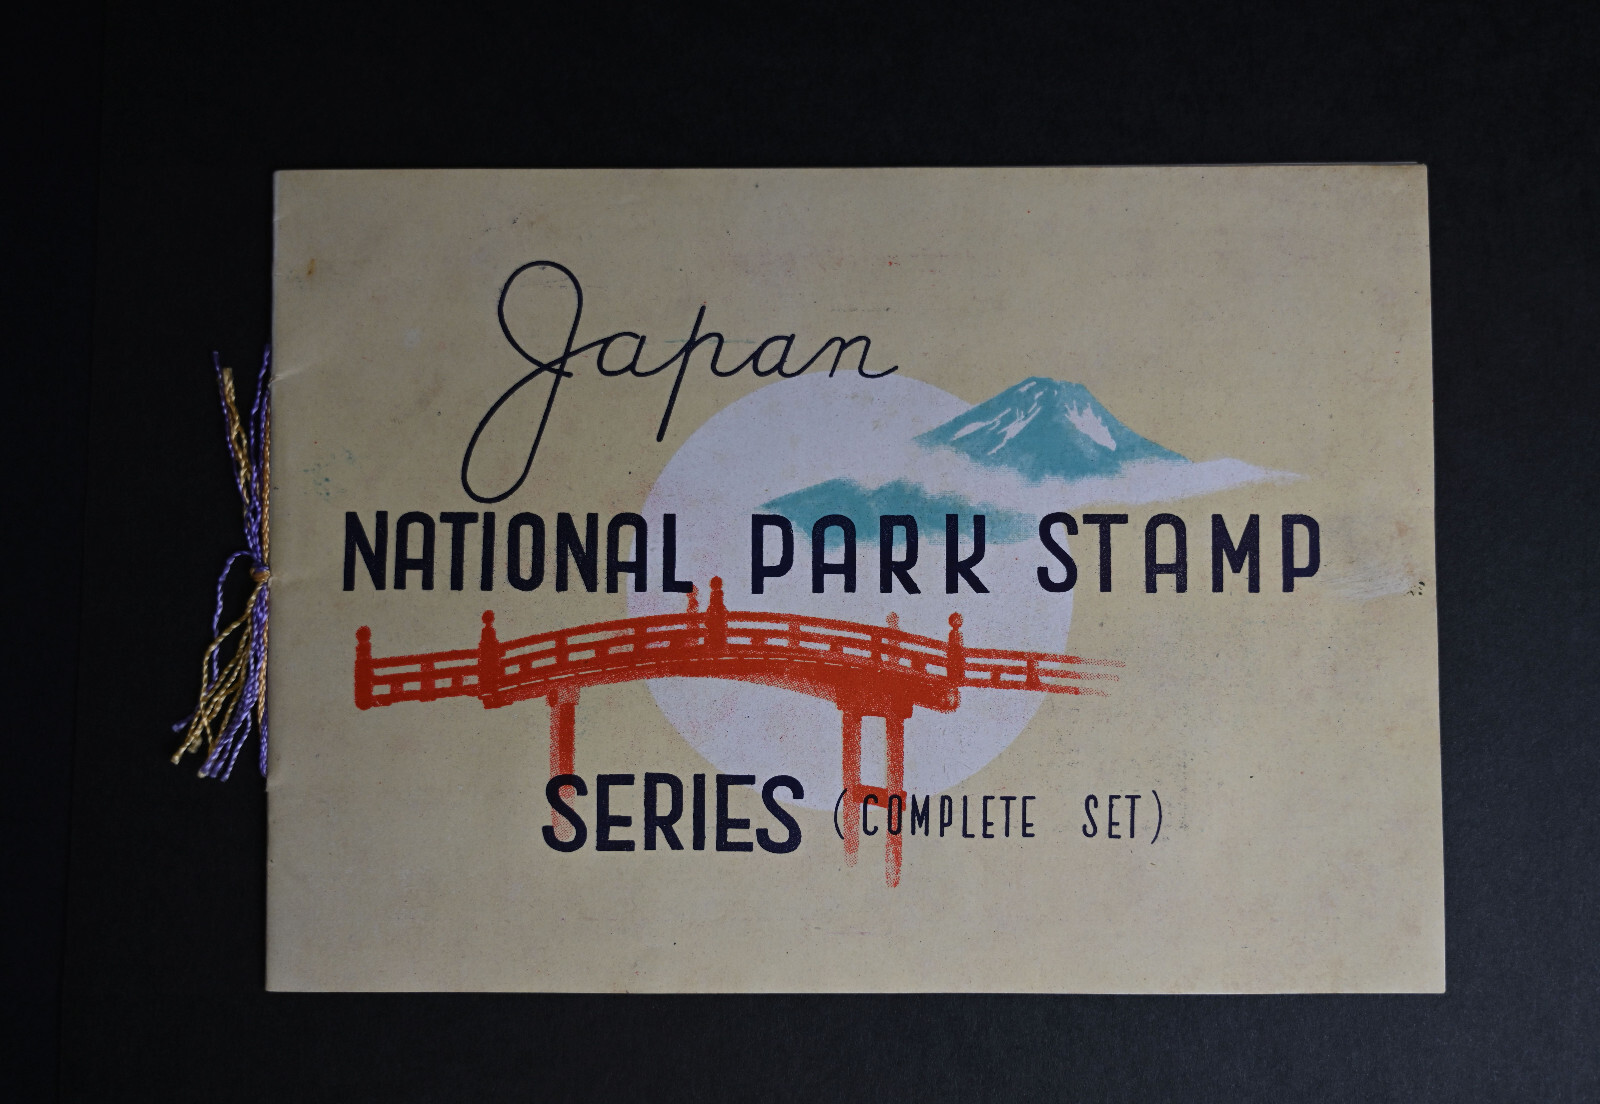 Japan
NATIONAL PARK STAMP
SERIES (COMPLETE SET)